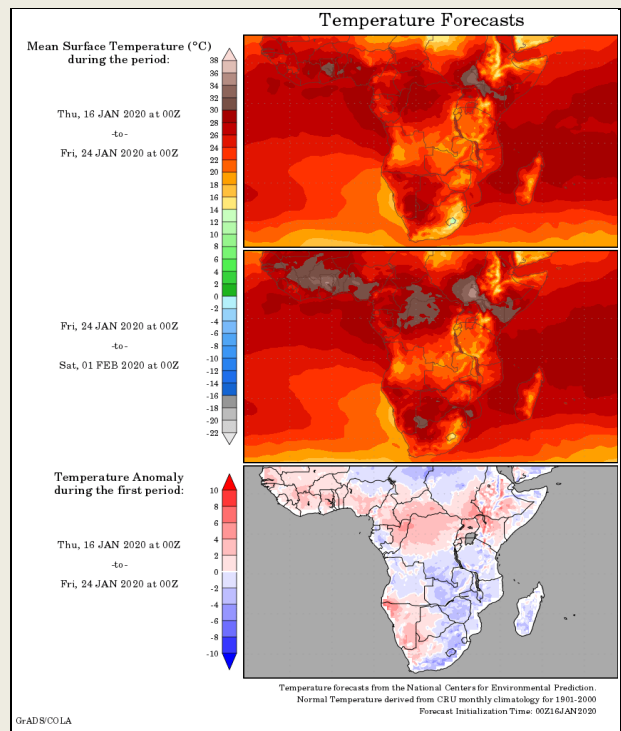 Temperature Forecasts
Mean Surface Temperature (°C)
during the period:
Thu, 16 JAN 2020 at 00Z
-to-
Fri, 24 JAN 2020 at 00Z
38
36
34
32
30
28
26
24
22
20
18
16
14
12
10
8
6
4
2
0
-2
-4
-6
-8
-10
-12
-14
-16
-18
-20
-22
Fri, 24 JAN 2020 at 00Z
-to-
Sat, 01 FEB 2020 at 00Z
Temperature Anomaly
during the first period:
Thu, 16 JAN 2020 at 00Z
-to-
Fri, 24 JAN 2020 at 00Z
10
8
6
4
2
0
-2
-4
-6
-8
-10
Temperature forecasts from the National Centers for Environmental Prediction.
Normal Temperature derived from CRU monthly climatology for 1901-2000
Forecast Initialization Time: 00Z16JAN2020
GrADS/COLA